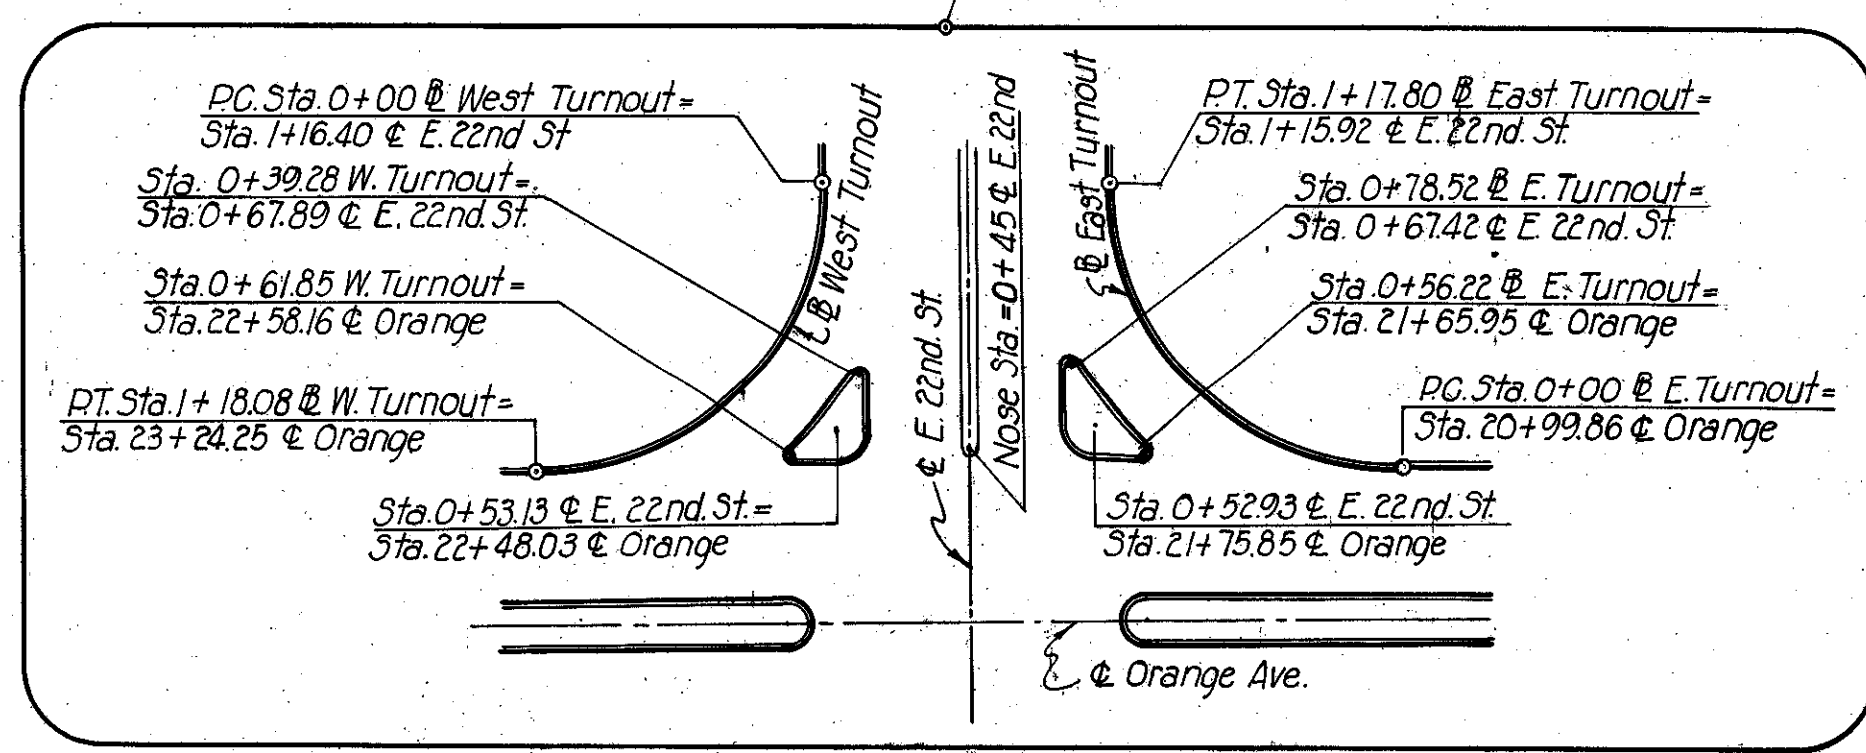 P.C. Sta. 0+00 ℄ West Turnout=
Sta. 1+16.40 ℄ E. 22nd St
Sta. 0+39.28 W. Turnout=
Sta. 0+67.89 ℄ E. 22nd. St.
Sta. 0+61.85 W. Turnout=
Sta. 22+58.16 ℄ Orange
P.T. Sta. 1+18.08 ℄ W. Turnout=
Sta. 23+24.25 ℄ Orange
Sta. 0+53.13 ℄ E. 22nd. St.=
Sta. 22+48.03 ℄ Orange
℄ West Turnout
℄ E. 22nd. St.
Nose Sta.=0+45 ℄ E. 22nd
℄ East Turnout
P.T. Sta. 1+17.80 ℄ East Turnout=
Sta. 1+15.92 ℄ E. 22nd. St.
Sta. 0+78.52 ℄ E. Turnout=
Sta. 0+67.42 ℄ E. 22nd. St.
Sta. 0+56.22 ℄ E. Turnout=
Sta. 21+65.95 ℄ Orange
P.C. Sta. 0+00 ℄ E. Turnout=
Sta. 20+99.86 ℄ Orange
Sta. 0+52.93 ℄ E. 22nd. St.
Sta. 21+75.85 ℄ Orange
℄ Orange Ave.